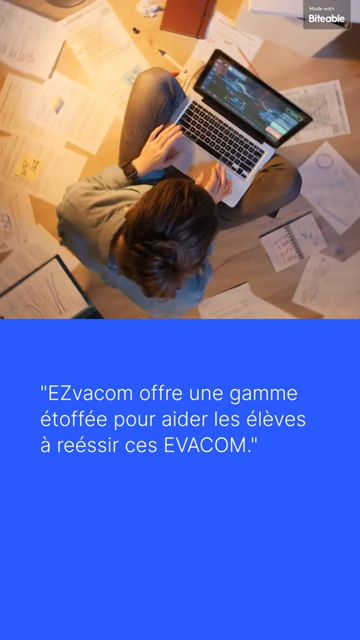 Made with
Biteable
"EZvacom offre une gamme
étoffée pour aider les élèves
à reéssir ces EVACOM."